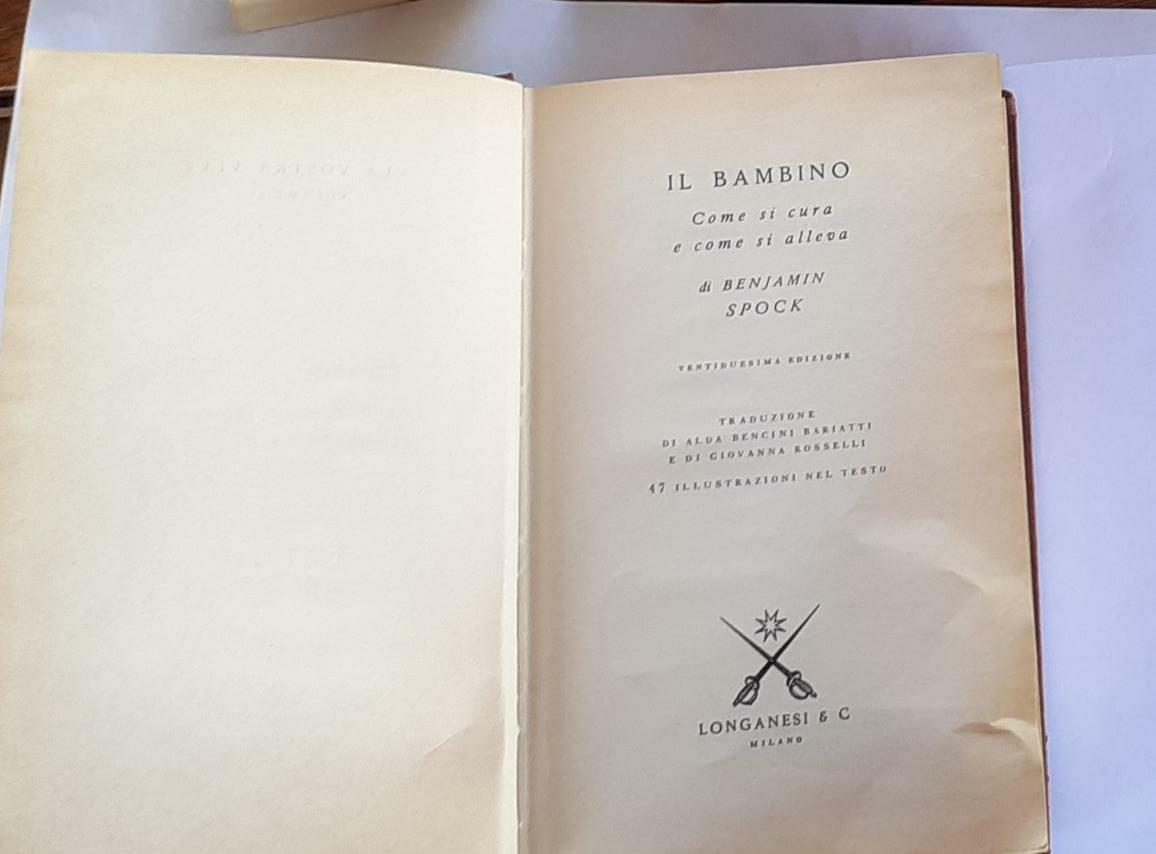 IL BAMBINO
Come si cura
e come si alleva
di BENJAMIN
SPOCK
VENTIDUESIMA EDIZIONE
TRADUZIONE
DI ALDA BENCINI BARIATTI
E DI GIOVANNA ROSSELLI
47 ILLUSTRAZIONI NEL TESTO
LONGANESI & C
MILANO